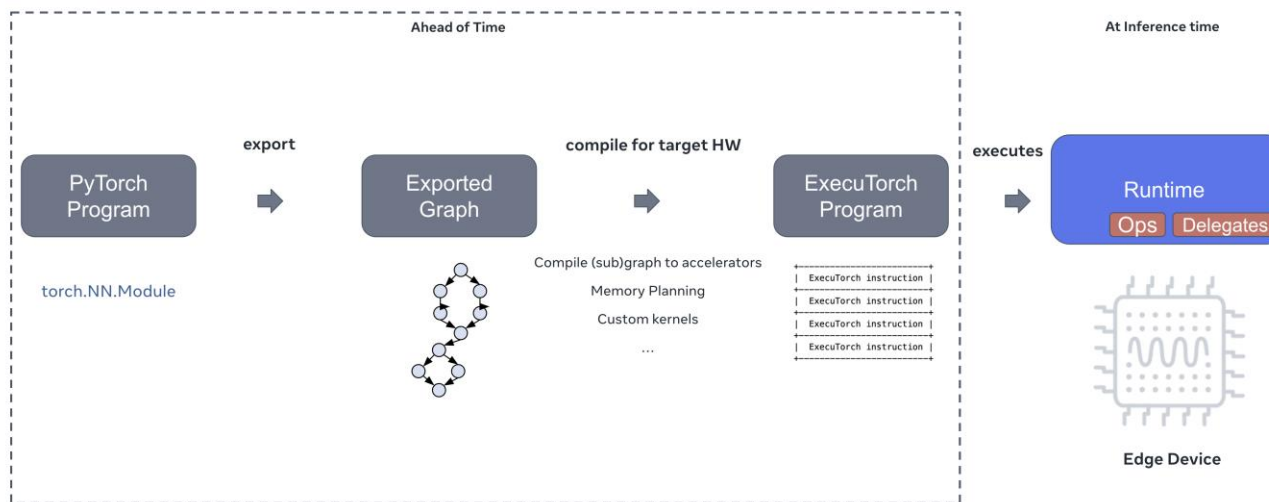 Ahead of Time
At Inference time
export
compile for target HW
executes
PyTorch
Program
Exported
Graph
ExecuTorch
Program
Runtime
Ops
Delegates
torch.NN.Module
Compile (sub)graph to accelerators
Memory Planning
Custom kernels
...
+----------------------------+
| ExecuTorch instruction |
+----------------------------+
| ExecuTorch instruction |
+----------------------------+
| ExecuTorch instruction |
+----------------------------+
| ExecuTorch instruction |
+----------------------------+
Edge Device